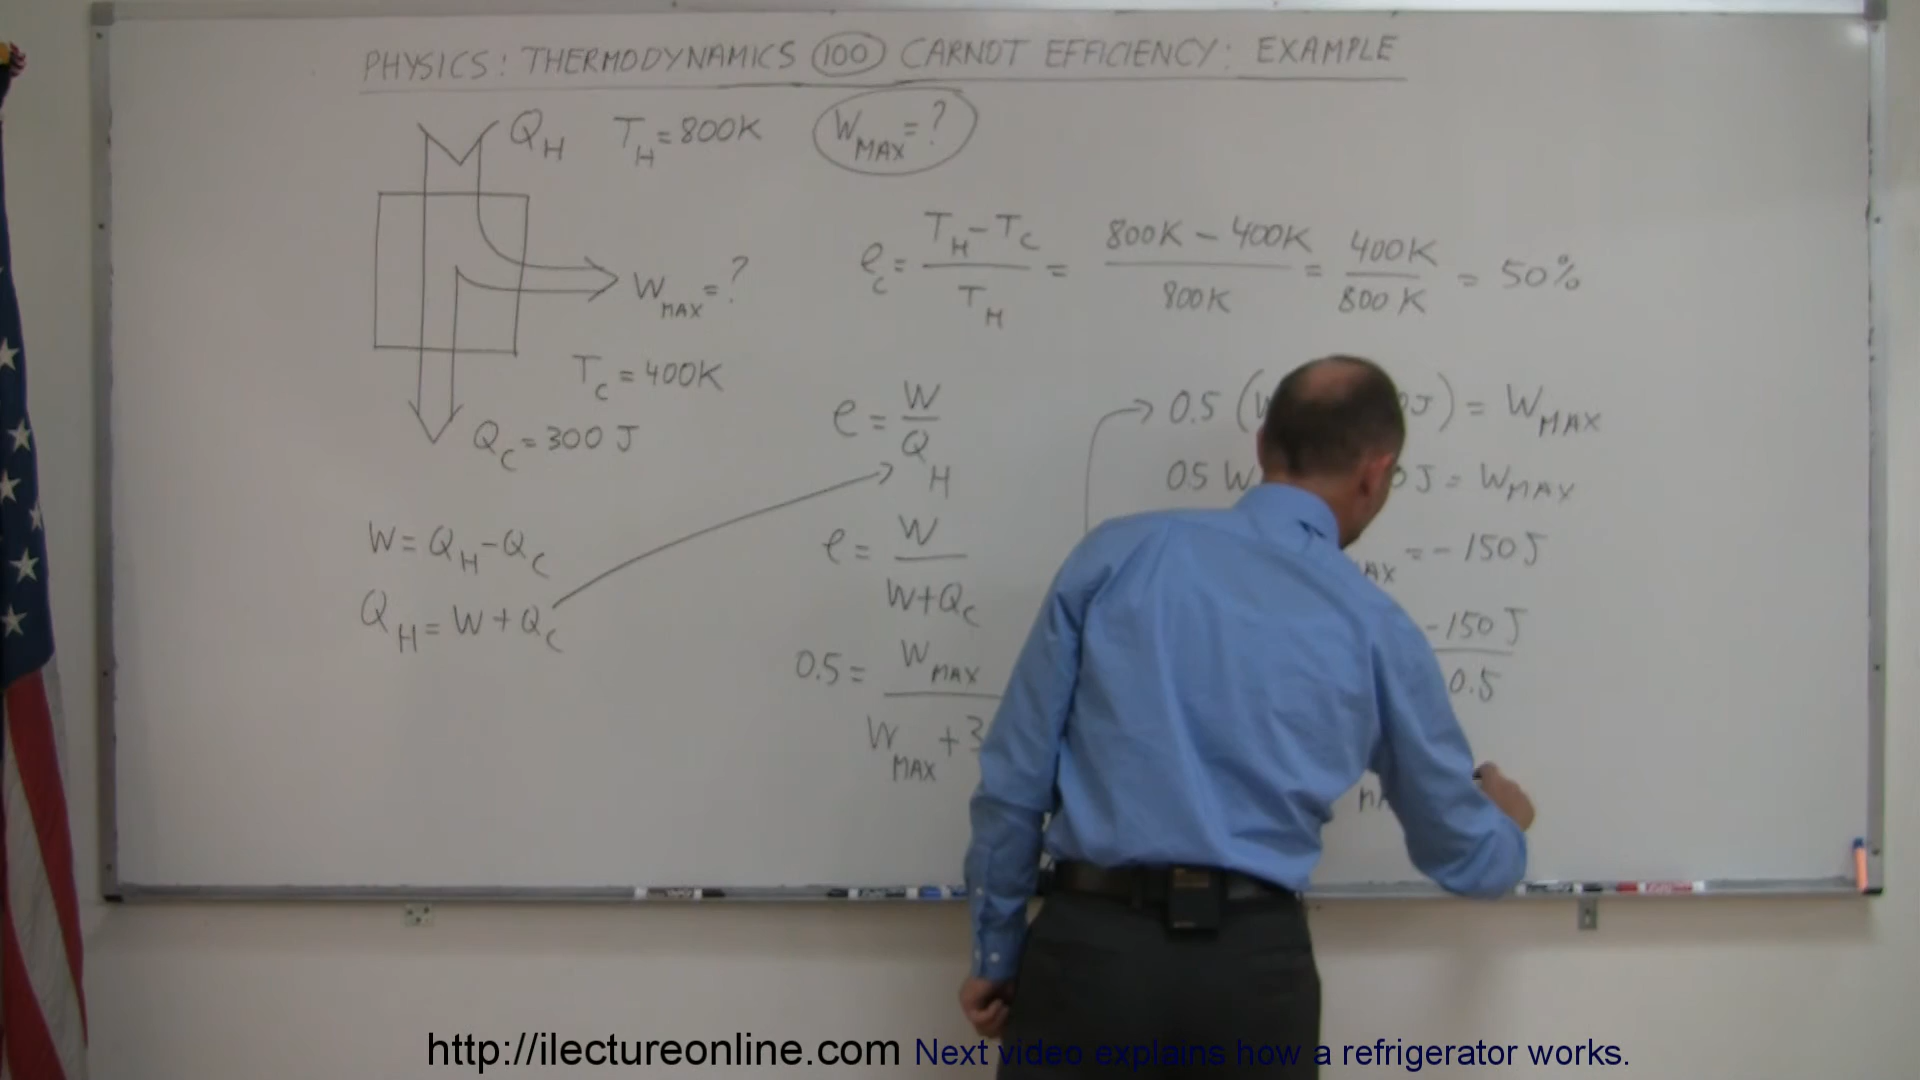 PHYSICS: THERMODYNAMICS 100 CARNOT EFFICIENCY: EXAMPLE
Q_H T_H = 800K W_MAX = ?
W_MAX = ?
T_C = 400K
Q_C = 300 J
W = Q_H - Q_C
Q_H = W + Q_C
e_C = (T_H - T_C) / T_H = (800K - 400K) / 800K = 400K / 800K = 50%
e = W / Q_H
e = W / (W + Q_C)
0.5 = W_MAX / (W_MAX + 3
0.5 ( J) = W_MAX
0.5 W J = W_MAX
= -150 J
-150 J
0.5
http://ilectureonline.com Next video explains how a refrigerator works.